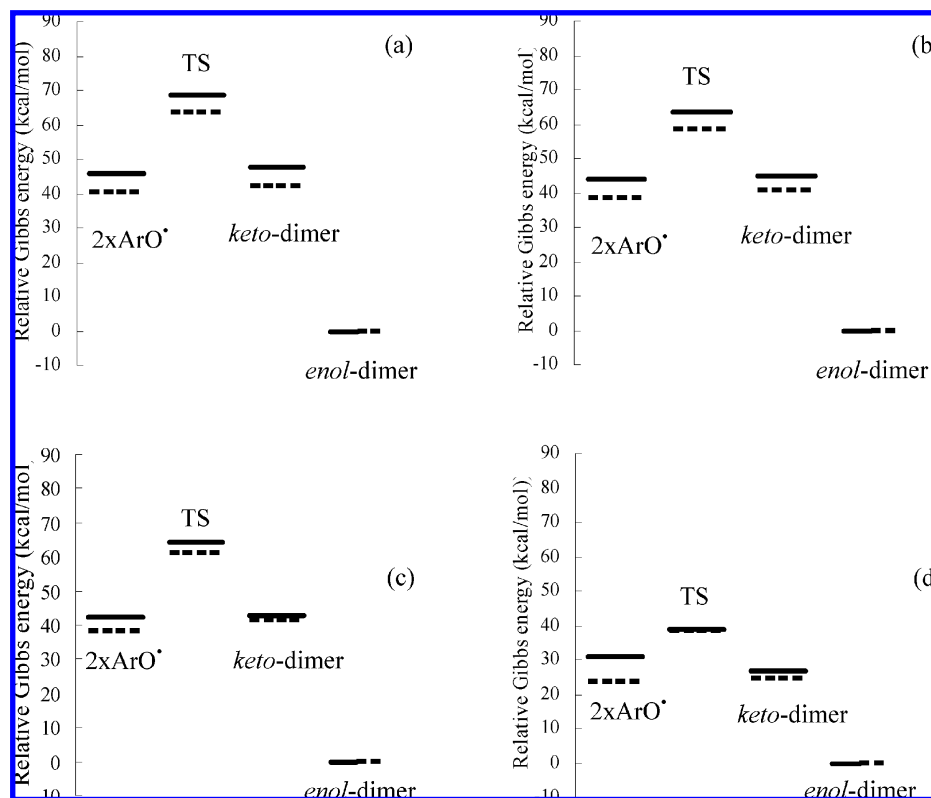 Relative Gibbs energy (kcal/mol)
90
80
70
60
50
40
30
20
10
0
-10
(a)
TS
2xArO•
keto-dimer
enol-dimer
Relative Gibbs energy (kcal/mol)
90
80
70
60
50
40
30
20
10
0
-10
(b
TS
2xArO•
keto-dimer
enol-dimer
Relative Gibbs energy (kcal/mol
90
80
70
60
50
40
30
20
10
0
10
TS
(c)
2xArO•
keto-dimer
enol-dimer
Relative Gibbs energy (kcal/mol)
90
80
70
60
50
40
30
20
10
0
10
(d
TS
2xArO•
keto-dimer
enol-dimer